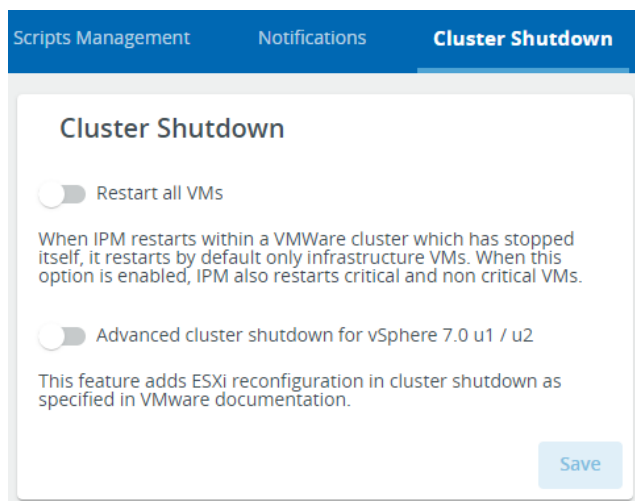 Scripts Management Notifications Cluster Shutdown
Cluster Shutdown
Restart all VMs
When IPM restarts within a VMWare cluster which has stopped
itself, it restarts by default only infrastructure VMs. When this
option is enabled, IPM also restarts critical and non critical VMs.
Advanced cluster shutdown for vSphere 7.0 u1 / u2
This feature adds ESXi reconfiguration in cluster shutdown as
specified in VMware documentation.
Save